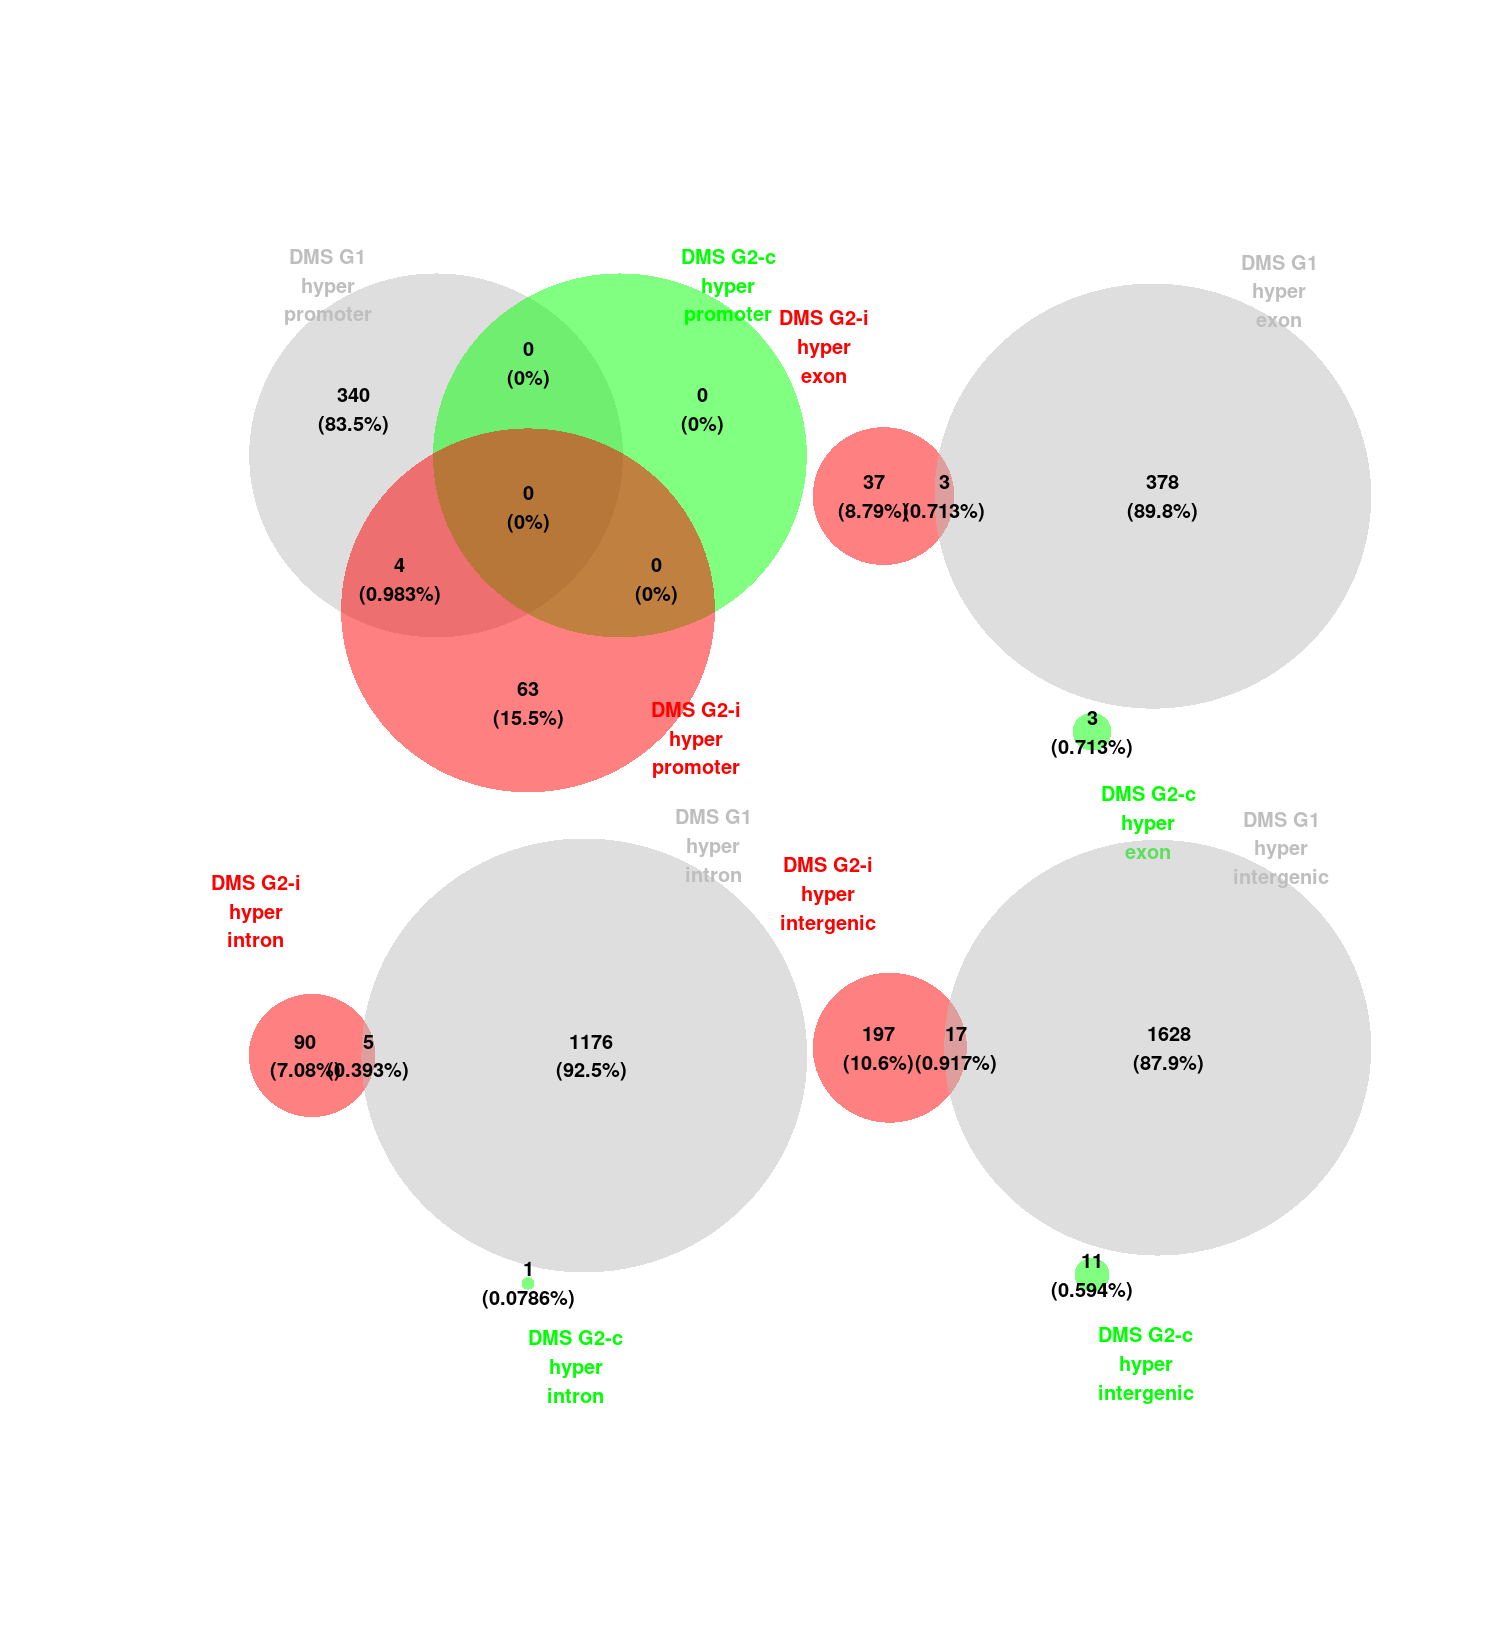 DMS G1
hyper
promoter
DMS G2-c
hyper
promoter
340
(83.5%)
0
(0%)
0
(0%)
0
(0%)
4
(0.983%)
0
(0%)
63
(15.5%)
DMS G2-i
hyper
promoter
DMS G2-i
hyper
exon
DMS G1
hyper
exon
37
(8.79%)
3
(0.713%)
378
(89.8%)
3
(0.713%)
DMS G2-c
hyper
exon
DMS G2-i
hyper
intron
DMS G1
hyper
intron
90
(7.08%)
5
(0.393%)
1176
(92.5%)
1
(0.0786%)
DMS G2-c
hyper
intron
DMS G2-i
hyper
intergenic
DMS G1
hyper
intergenic
197
(10.6%)
17
(0.917%)
1628
(87.9%)
11
(0.594%)
DMS G2-c
hyper
intergenic